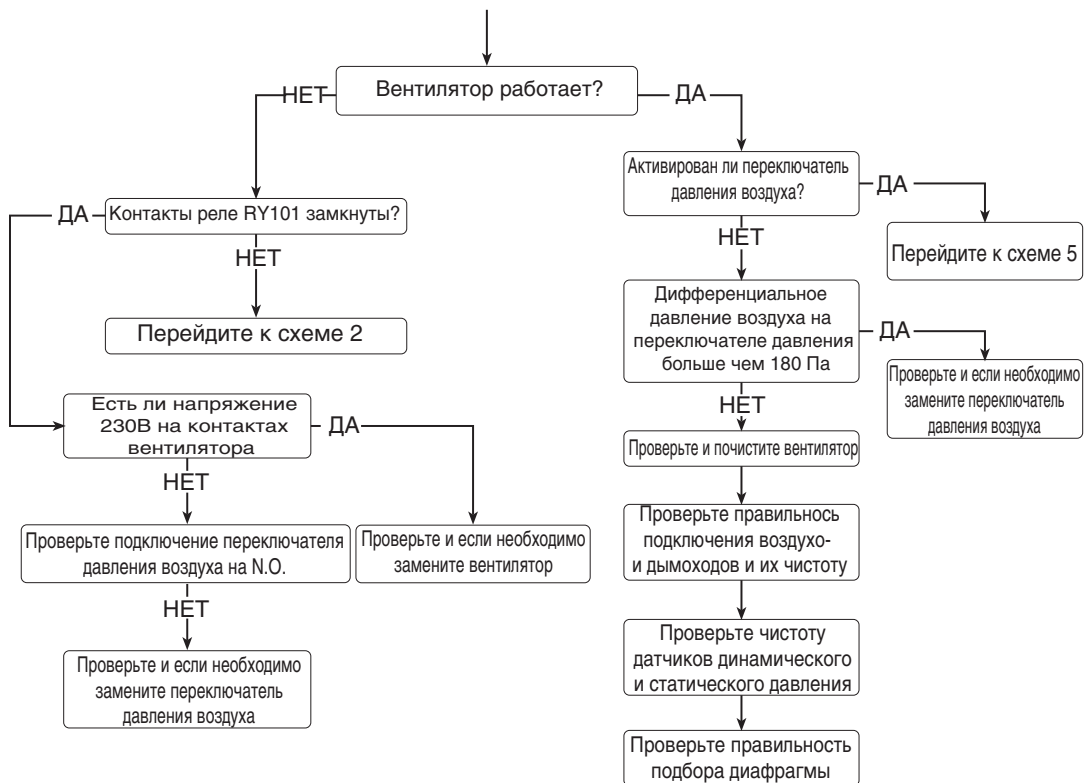 Вентилятор работает?
НЕТ
ДА
Активирован ли переключатель
давления воздуха?
ДА
Контакты реле RY101 замкнуты?
ДА
НЕТ
НЕТ
Перейдите к схеме 5
Перейдите к схеме 2
Дифференциальное
давление воздуха на
переключателе давления
больше чем 180 Па
ДА
Проверьте и если необходимо
замените переключатель
давления воздуха
Есть ли напряжение
230В на контактах
вентилятора
ДА
НЕТ
НЕТ
Проверьте и почистите вентилятор
Проверьте подключение переключателя
давления воздуха на N.O.
Проверьте и если необходимо
замените вентилятор
Проверьте правильнось
подключения воздухо-
и дымоходов и их чистоту
НЕТ
Проверьте и если необходимо
замените переключатель
давления воздуха
Проверьте чистоту
датчиков динамического
и статического давления
Проверьте правильность
подбора диафрагмы